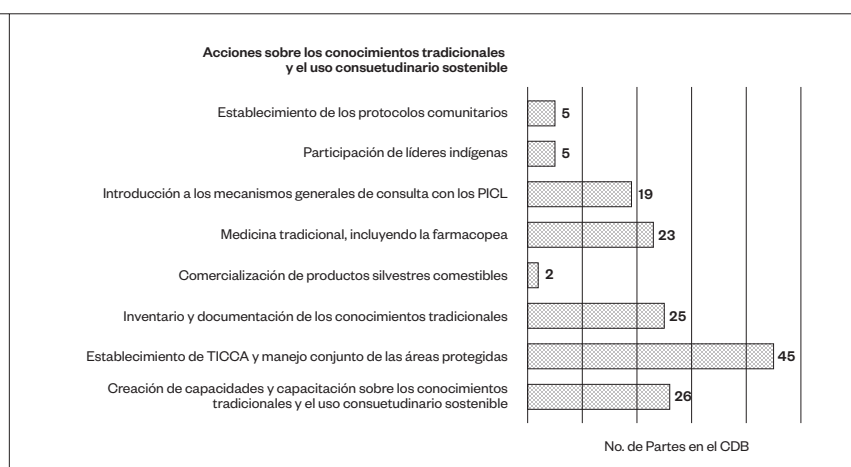 Acciones sobre los conocimientos tradicionales
y el uso consuetudinario sostenible
Establecimiento de los protocolos comunitarios
5
Participación de líderes indígenas
5
Introducción a los mecanismos generales de consulta con los PICL
19
Medicina tradicional, incluyendo la farmacopea
23
Comercialización de productos silvestres comestibles
2
Inventario y documentación de los conocimientos tradicionales
25
Establecimiento de TICCA y manejo conjunto de las áreas protegidas
45
Creación de capacidades y capacitación sobre los conocimientos
tradicionales y el uso consuetudinario sostenible
26
No. de Partes en el CDB